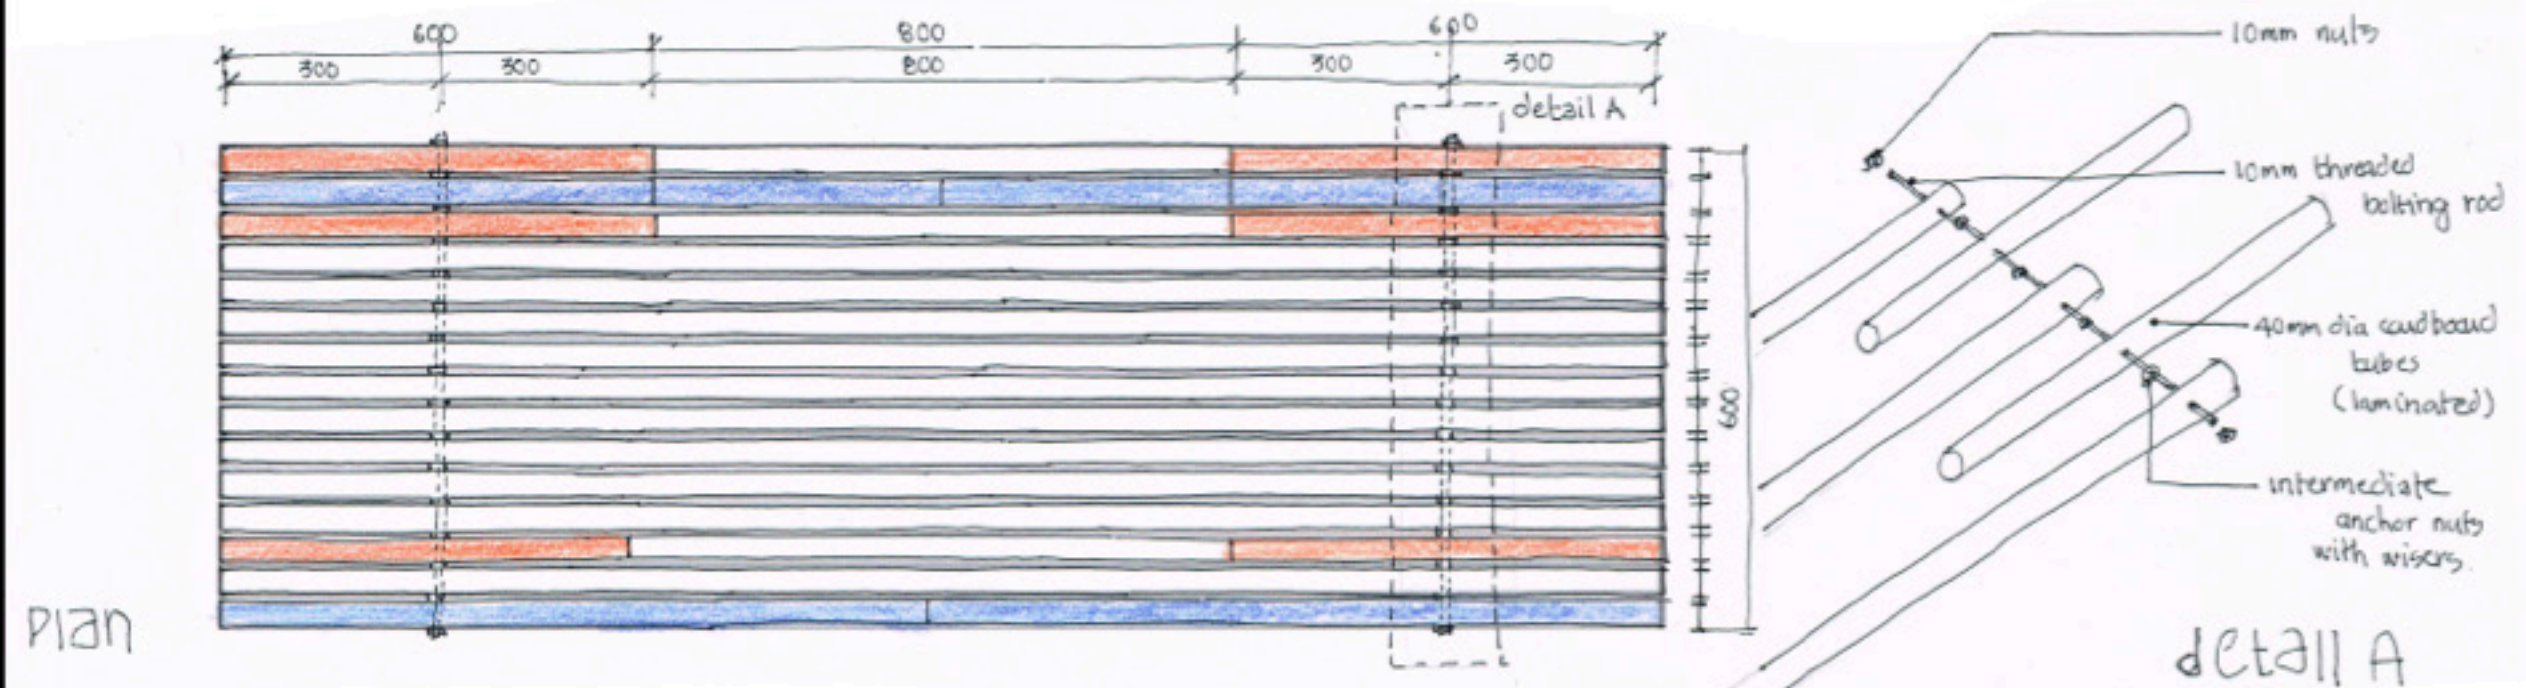 600
800
600
300
300
800
300
300
detail A
600
10mm nuts
10mm threaded
bolting rod
40mm dia cardboard
tubes
(laminated)
intermediate
anchor nuts
with wisers.
Plan
detail A